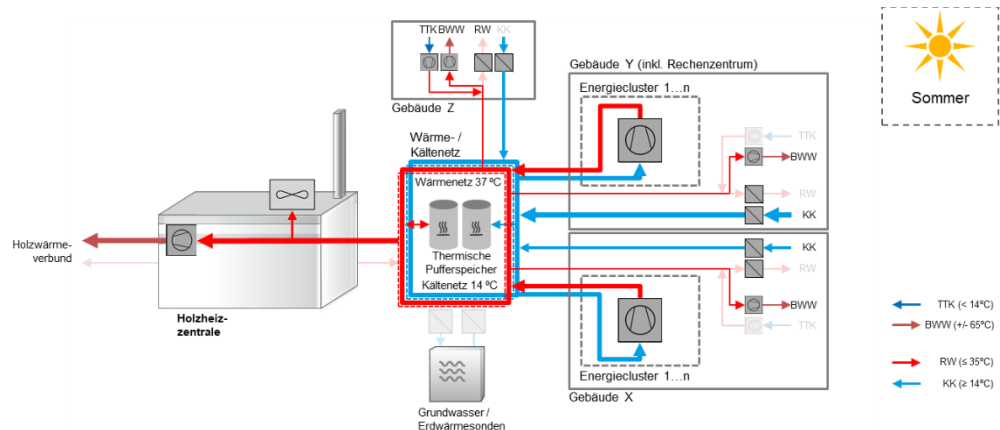 TTK BWW RW KK
Gebäude Z
Gebäude Y (inkl. Rechenzentrum)
Energiecluster 1…n
Sommer
Wärme- /
Kältenetz
TTK
BWW
Wärmenetz 37 ºC
RW
KK
Holzwärme-
verbund
Thermische
Pufferspeicher
Kältenetz 14 ºC
KK
RW
BWW
TTK
Holzheiz-
zentrale
Energiecluster 1…n
Gebäude X
Grundwasser /
Erdwärmesonden
TTK (< 14ºC)
BWW (+/- 65ºC)
RW (≤ 35ºC)
KK (≥ 14ºC)